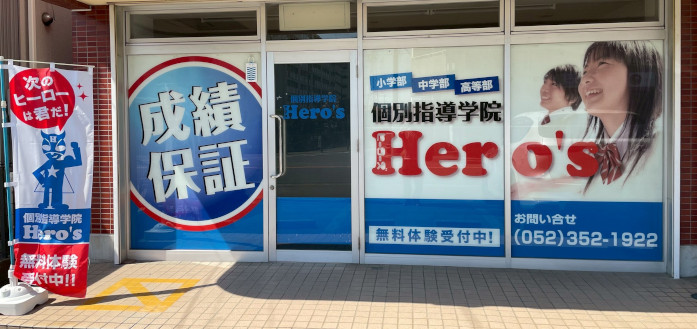 次の
ヒーロー
は君だ!
個別指導学院
Hero's
無料体験
受付中!!
成績
保証
個別指導学院
Hero's
小学部 中学部 高等部
個別指導学院
Hero's
無料体験受付中!
お問い合せ
(052)352-1922